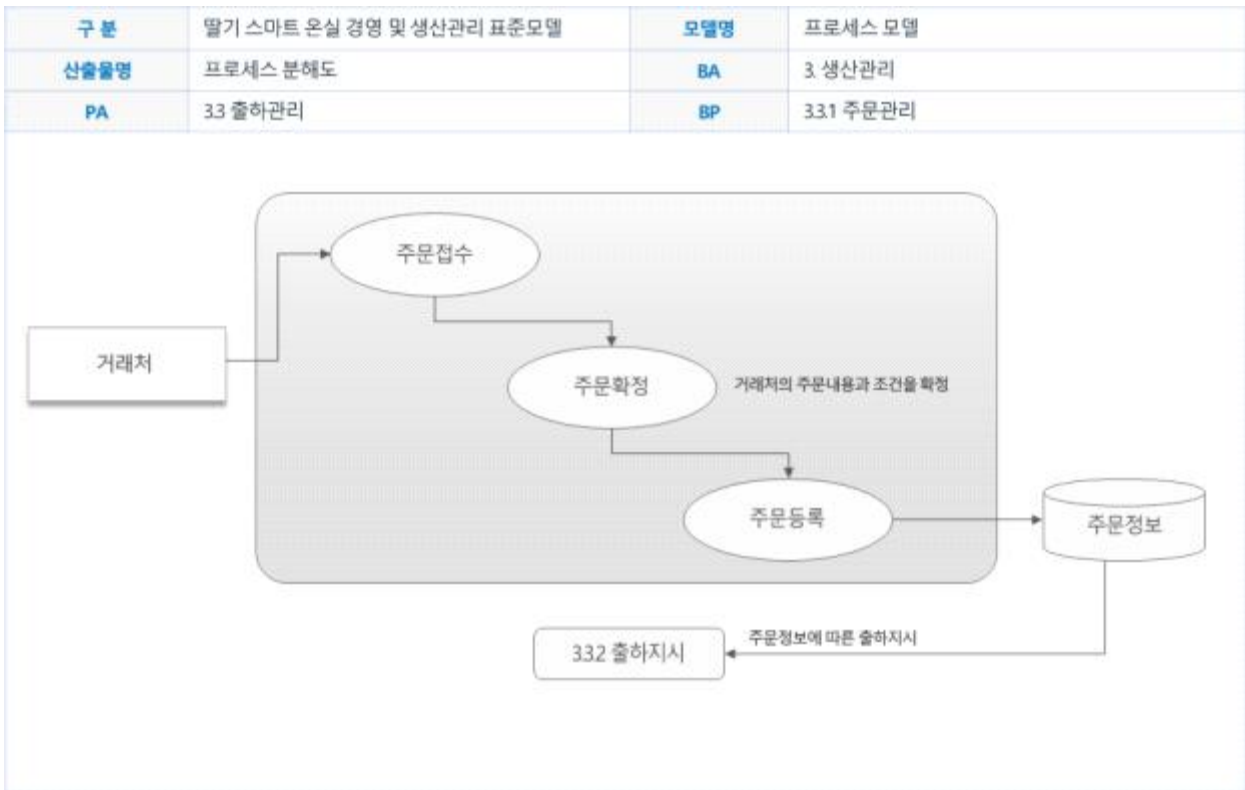 구 분 딸기 스마트 온실 경영 및 생산관리 표준모델 모델명 프로세스 모델
산출물명 프로세스 분해도 BA 3. 생산관리
PA 3.3 출하관리 BP 3.3.1 주문관리
주문접수
거래처
주문확정
거래처의 주문내용과 조건을 확정
주문등록
주문정보
주문정보에 따른 출하지시
3.3.2 출하지시